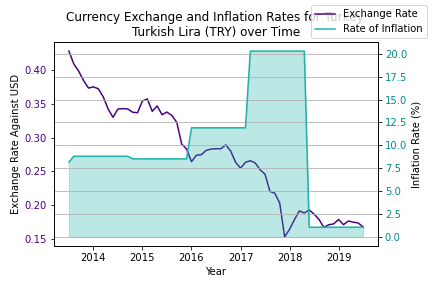 Currency Exchange and Inflation Rates for Turkey
Turkish Lira (TRY) over Time
Exchange Rate
Rate of Inflation
Exchange Rate Against USD
0.40
0.35
0.30
0.25
0.20
0.15
20.0
17.5
15.0
12.5
10.0
7.5
5.0
2.5
0.0
Inflation Rate (%)
2014 2015 2016 2017 2018 2019
Year